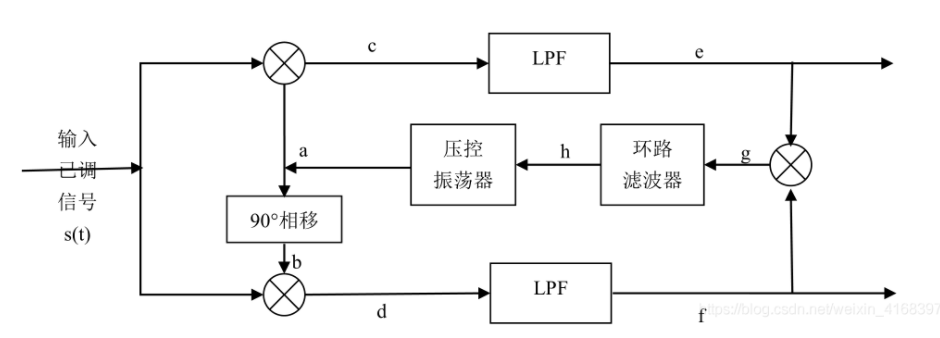 c
LPF
e
输入
已调
信号
s(t)
a
压控
振荡器
h
环路
滤波器
g
90°相移
b
d
LPF
f
https://blog.csdn.net/weixin_4168397